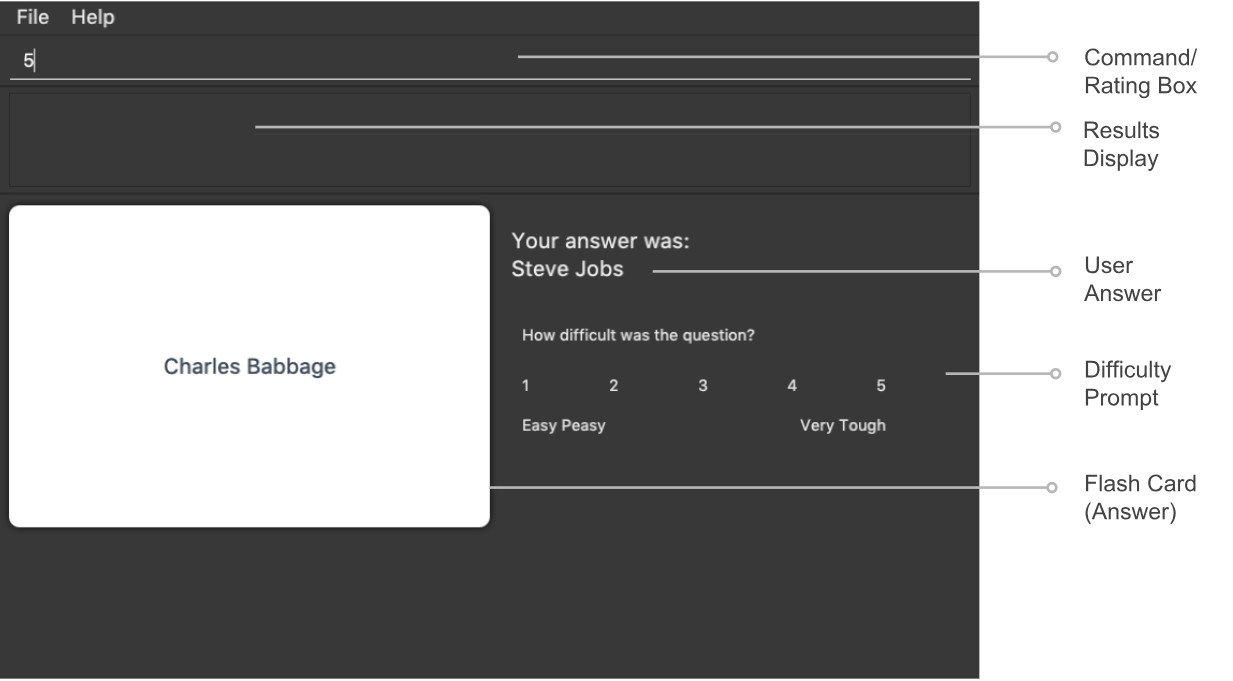 File Help
5
Command/
Rating Box
Results
Display
Your answer was:
Steve Jobs
User
Answer
How difficult was the question?
1 2 3 4 5
Easy Peasy Very Tough
Difficulty
Prompt
Charles Babbage
Flash Card
(Answer)